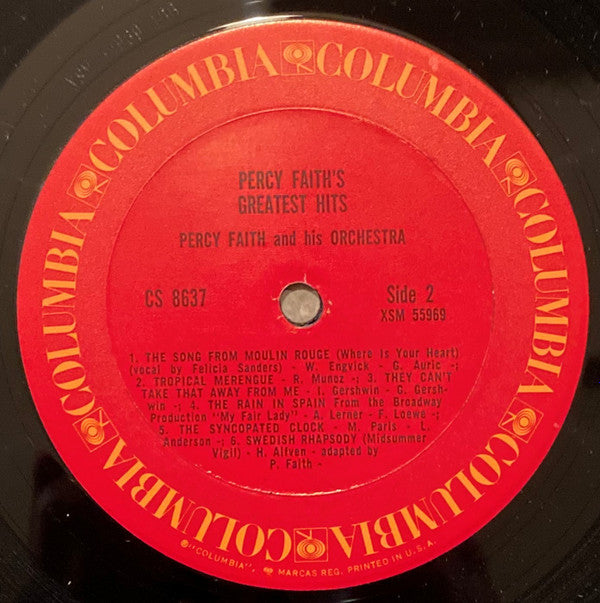 COLUMBIA COLUMBIA COLUMBIA COLUMBIA COLUMBIA COLUMBIA
PERCY FAITH'S
GREATEST HITS
PERCY FAITH and his ORCHESTRA
CS 8637
Side 2
XSM 55969
1. THE SONG FROM MOULIN ROUGE (Where Is Your Heart)
(vocal by Felicia Sanders) - W. Engvick - G. Auric -;
2. TROPICAL MERENGUE - R. Munoz -; 3. THEY CAN'T
TAKE THAT AWAY FROM ME - I. Gershwin - G. Gersh-
win -; 4. THE RAIN IN SPAIN From the Broadway
Production "My Fair Lady" - A. Lerner - F. Loewe -;
5. THE SYNCOPATED CLOCK - M. Paris - L.
Anderson -; 6. SWEDISH RHAPSODY (Midsummer
Vigil) - H. Alfven - adapted by
P. Faith -
®"COLUMBIA", MARCAS REG. PRINTED IN U.S.A.